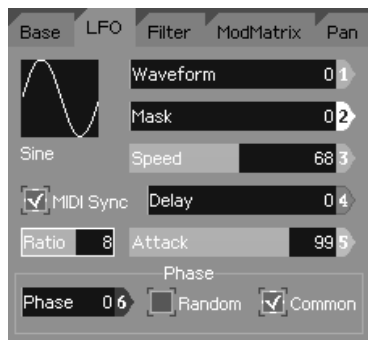 Base LFO Filter ModMatrix Pan
Waveform 0 1
Mask 0 2
Sine Speed 68 3
MIDI Sync Delay 0 4
Ratio 8 Attack 99 5
Phase
Phase 0 6 Random Common